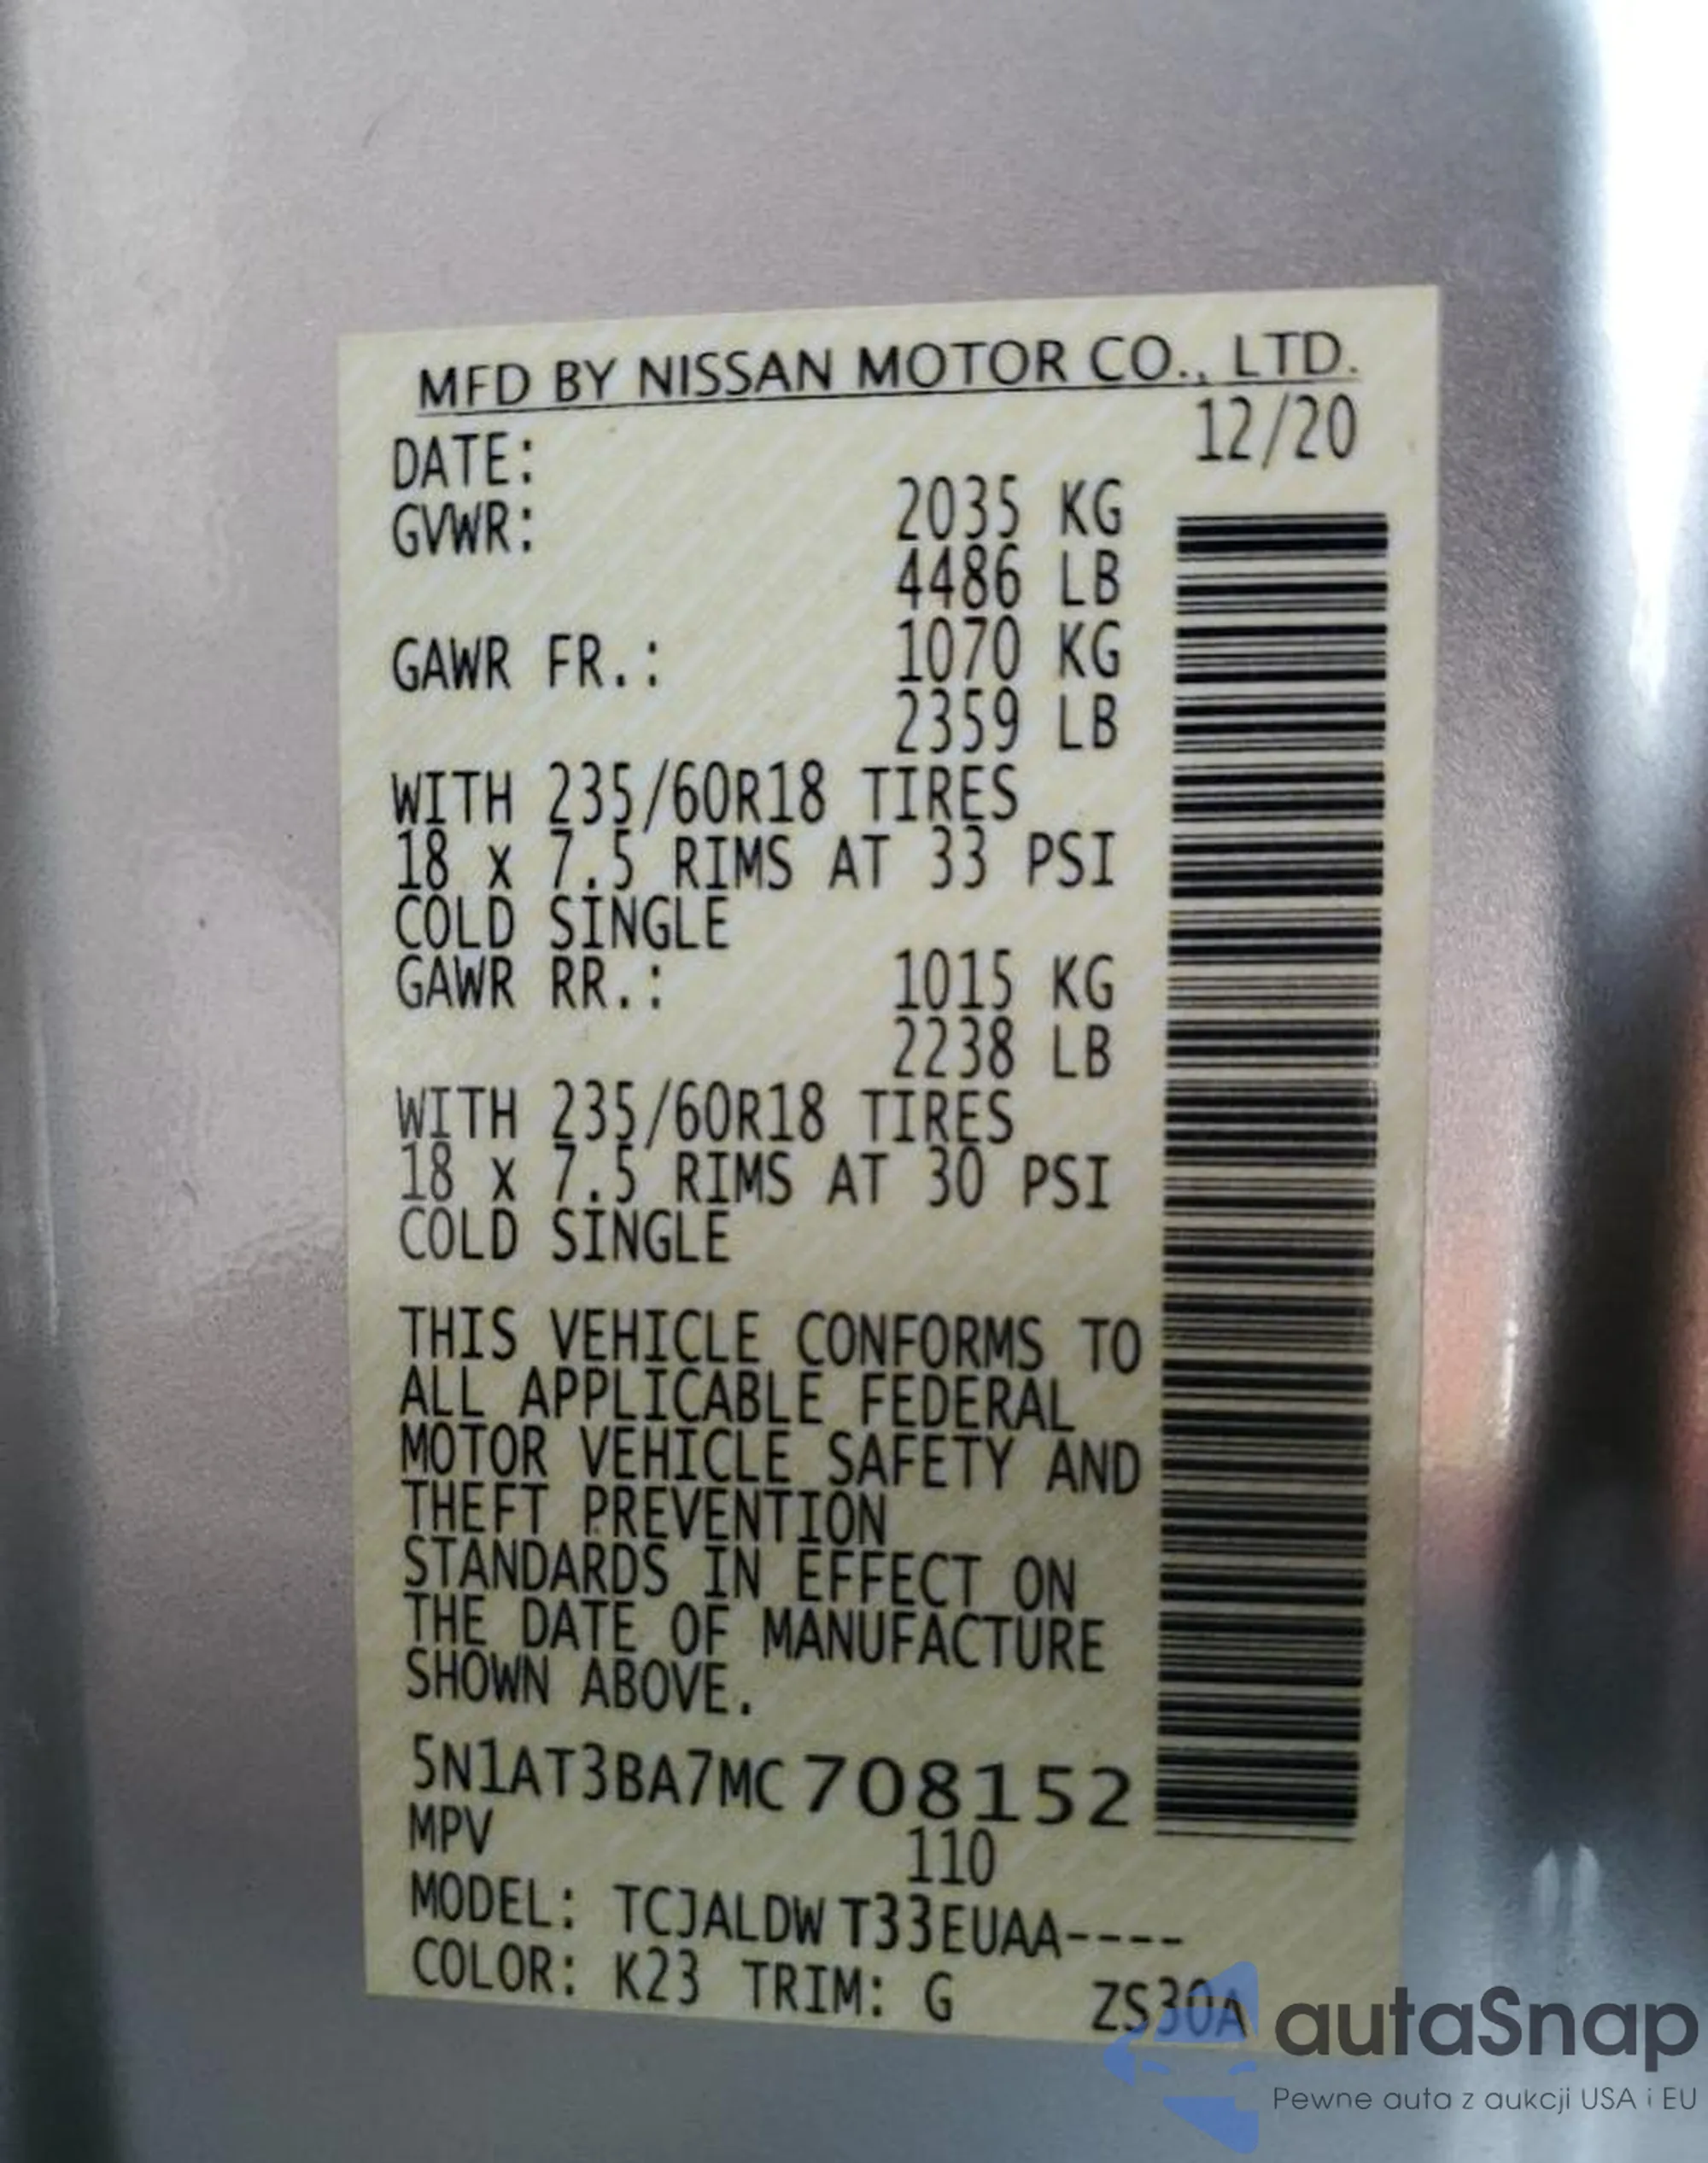 MFD BY NISSAN MOTOR CO., LTD.
DATE: 12/20
GVWR: 2035 KG
4486 LB
GAWR FR.: 1070 KG
2359 LB
WITH 235/60R18 TIRES
18 x 7.5 RIMS AT 33 PSI
COLD SINGLE
GAWR RR.: 1015 KG
2238 LB
WITH 235/60R18 TIRES
18 x 7.5 RIMS AT 30 PSI
COLD SINGLE
THIS VEHICLE CONFORMS TO
ALL APPLICABLE FEDERAL
MOTOR VEHICLE SAFETY AND
THEFT PREVENTION
STANDARDS IN EFFECT ON
THE DATE OF MANUFACTURE
SHOWN ABOVE.
5N1AT3BA7MC708152
MPV 110
MODEL: TCJALDWT33EUAA----
COLOR: K23 TRIM: G ZS30A
autaSnap
Pewne auta z aukcji USA i EU